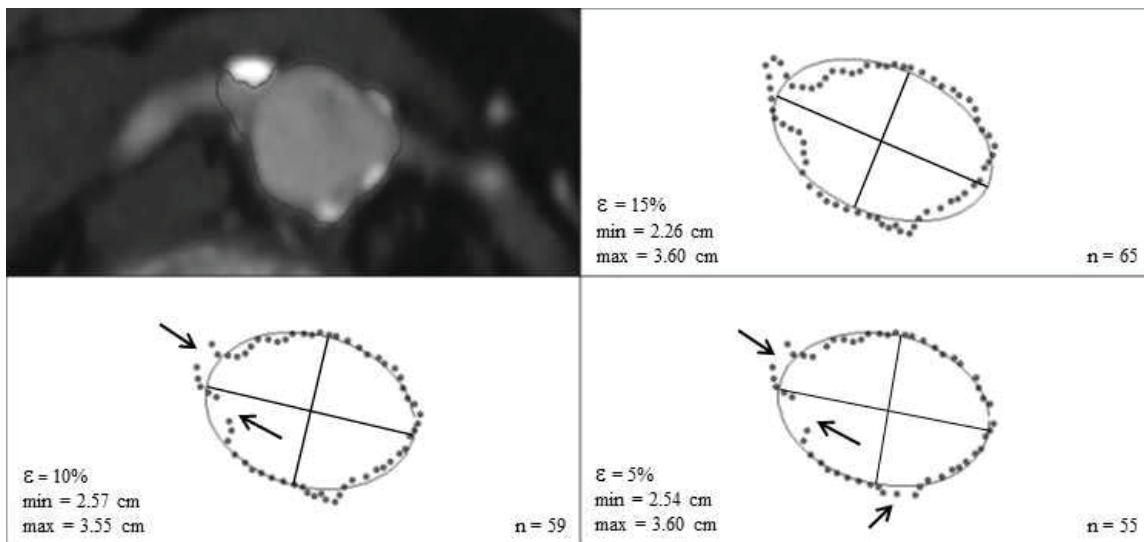 ε = 15%
min = 2.26 cm
max = 3.60 cm
n = 65
ε = 10%
min = 2.57 cm
max = 3.55 cm
n = 59
ε = 5%
min = 2.54 cm
max = 3.60 cm
n = 55